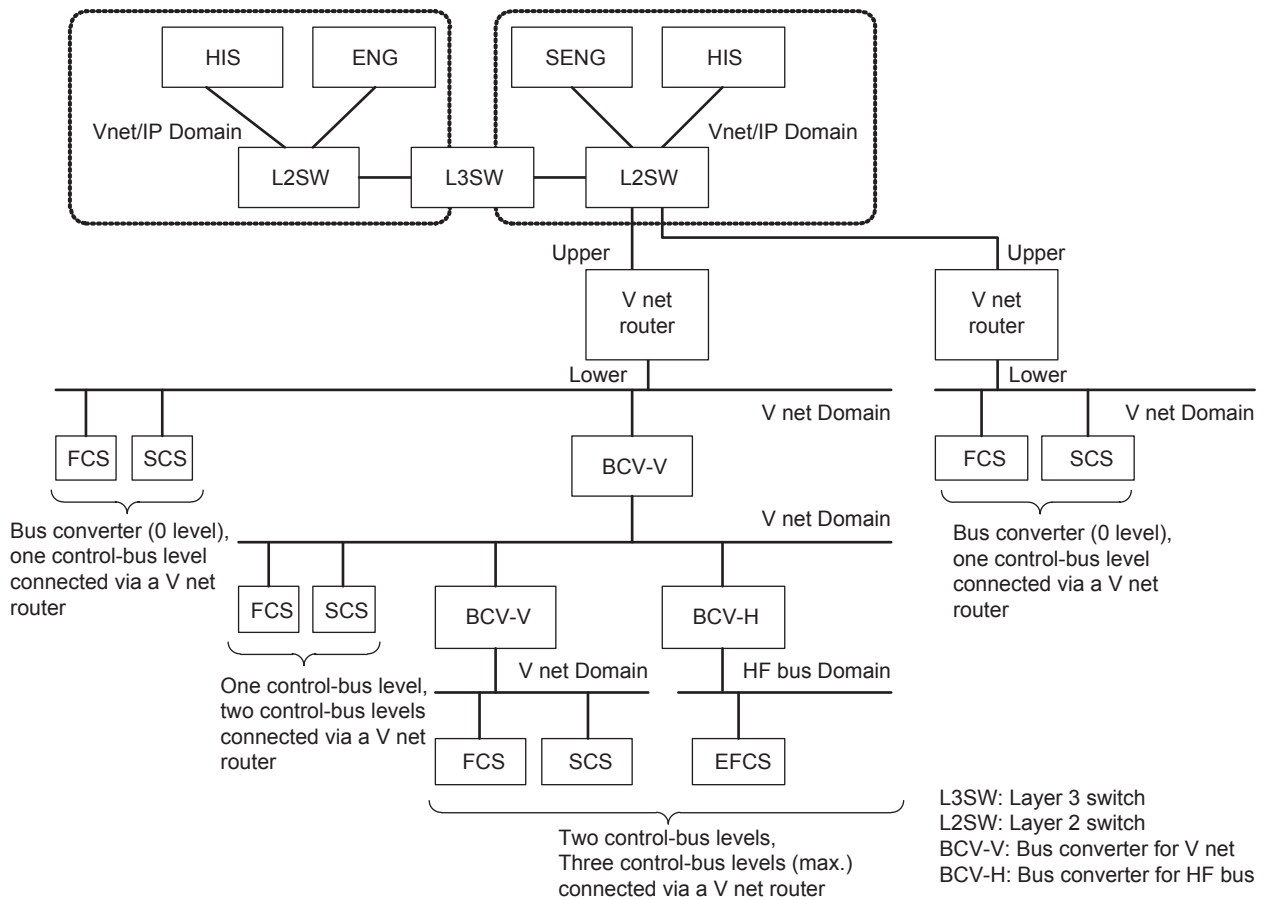 HIS
ENG
SENG
HIS
Vnet/IP Domain
Vnet/IP Domain
L2SW
L3SW
L2SW
Upper
Upper
V net
router
V net
router
Lower
Lower
V net Domain
V net Domain
FCS
SCS
BCV-V
FCS
SCS
Bus converter (0 level),
one control-bus level
connected via a V net
router
V net Domain
Bus converter (0 level),
one control-bus level
connected via a V net
router
FCS
SCS
BCV-V
BCV-H
One control-bus level,
two control-bus levels
connected via a V net
router
V net Domain
HF bus Domain
FCS
SCS
EFCS
Two control-bus levels,
Three control-bus levels (max.)
connected via a V net router
L3SW: Layer 3 switch
L2SW: Layer 2 switch
BCV-V: Bus converter for V net
BCV-H: Bus converter for HF bus